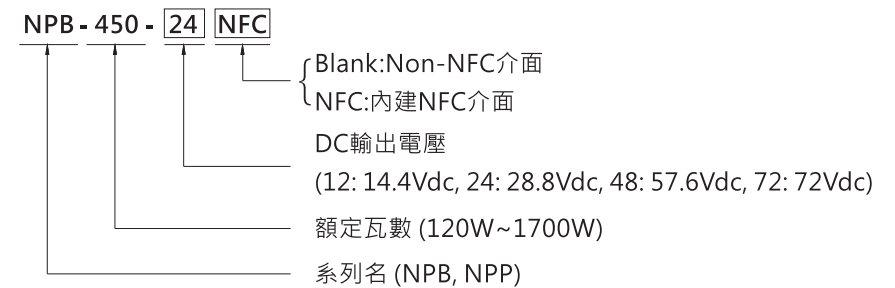 NPB - 450 - 24 NFC
Blank:Non-NFC介面
NFC:內建NFC介面
DC輸出電壓
(12: 14.4Vdc, 24: 28.8Vdc, 48: 57.6Vdc, 72: 72Vdc)
額定瓦數 (120W~1700W)
系列名 (NPB, NPP)